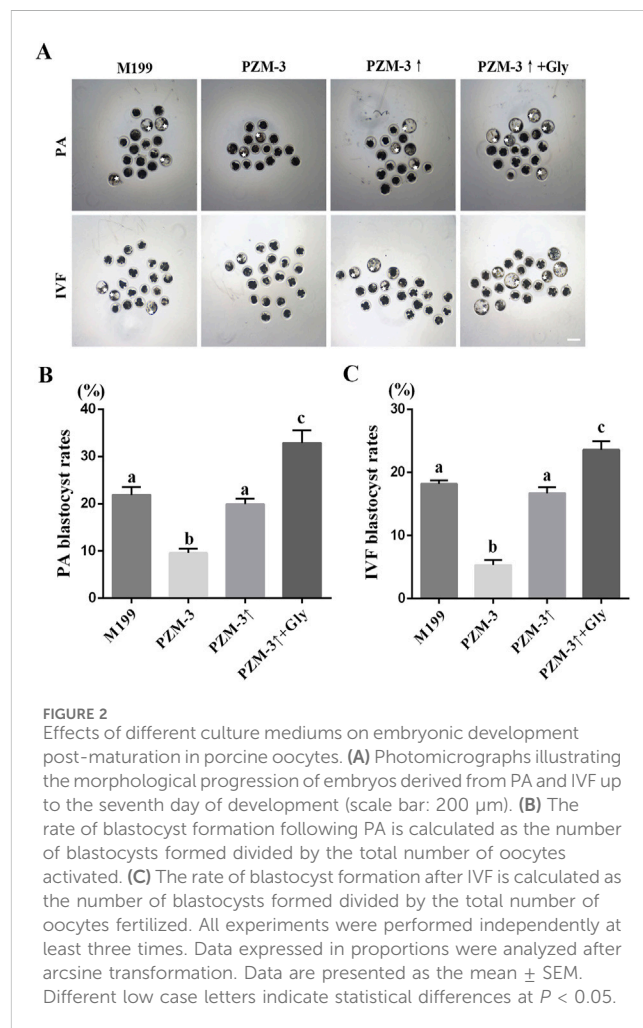 A
M199 PZM-3 PZM-3↑ PZM-3↑+Gly
PA
IVF
B
C
(%)
(%)
PA blastocyst rates
40
30
20
10
0
a
b
a
c
M199
PZM-3
PZM-3↑
PZM-3↑+Gly
IVF blastocyst rates
30
20
10
0
a
b
a
c
M199
PZM-3
PZM-3↑
PZM-3↑+Gly
FIGURE 2
Effects of different culture mediums on embryonic development
post-maturation in porcine oocytes. (A) Photomicrographs illustrating
the morphological progression of embryos derived from PA and IVF up
to the seventh day of development (scale bar: 200 µm). (B) The
rate of blastocyst formation following PA is calculated as the number
of blastocysts formed divided by the total number of oocytes
activated. (C) The rate of blastocyst formation after IVF is calculated as
the number of blastocysts formed divided by the total number of
oocytes fertilized. All experiments were performed independently at
least three times. Data expressed in proportions were analyzed after
arcsine transformation. Data are presented as the mean ± SEM.
Different low case letters indicate statistical differences at P < 0.05.